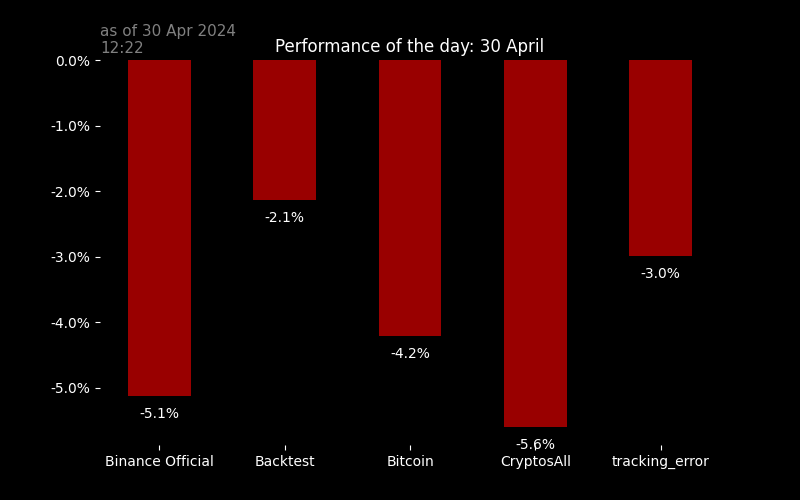 as of 30 Apr 2024
12:22
Performance of the day: 30 April
0.0%
-1.0%
-2.0%
-3.0%
-4.0%
-5.0%
-5.1%
-2.1%
-4.2%
-5.6%
-3.0%
Binance Official
Backtest
Bitcoin
CryptosAll
tracking_error